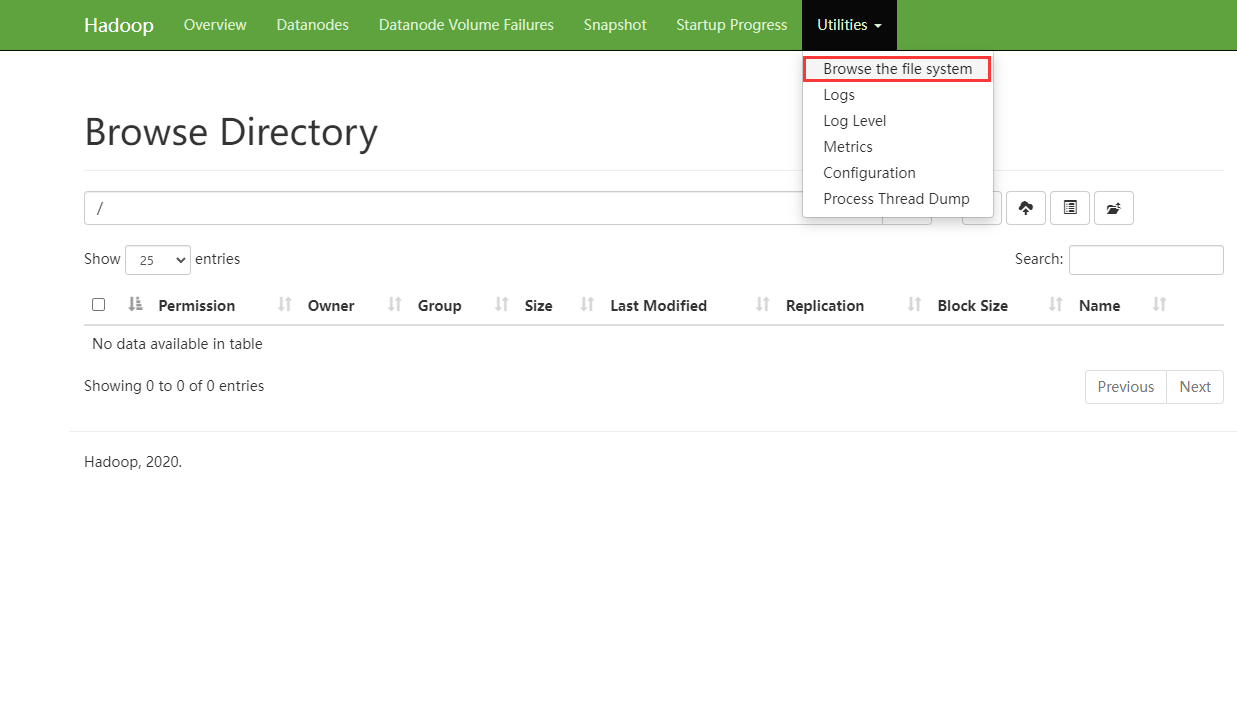 Hadoop Overview Datanodes Datanode Volume Failures Snapshot Startup Progress Utilities
Browse the file system
Logs
Log Level
Metrics
Configuration
Process Thread Dump
Browse Directory
/
Show 25 entries Search:
Permission Owner Group Size Last Modified Replication Block Size Name
No data available in table
Showing 0 to 0 of 0 entries Previous Next
Hadoop, 2020.